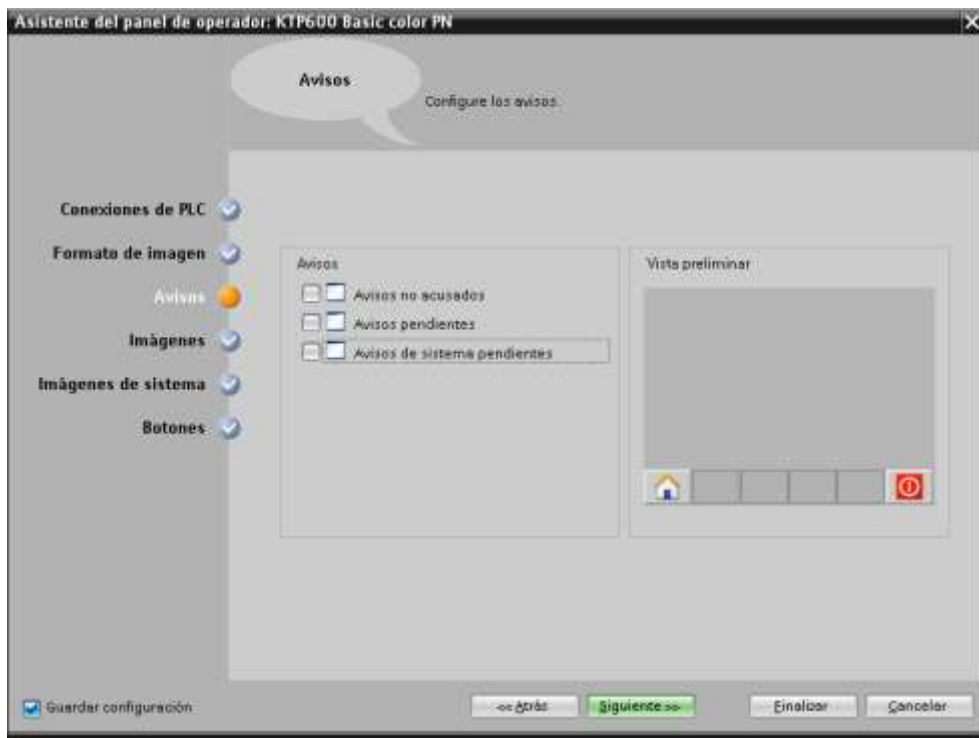 Asistente del panel de operador: KTP600 Basic color PN
Avisos
Configure los avisos.
Conexiones de PLC
Formato de imagen
Avisos
Imágenes
Imágenes de sistema
Botones
Avisos
Avisos no acusados
Avisos pendientes
Avisos de sistema pendientes
Vista preliminar
Guardar configuración
<< Atrás
Siguiente >>
Finalizar
Cancelar